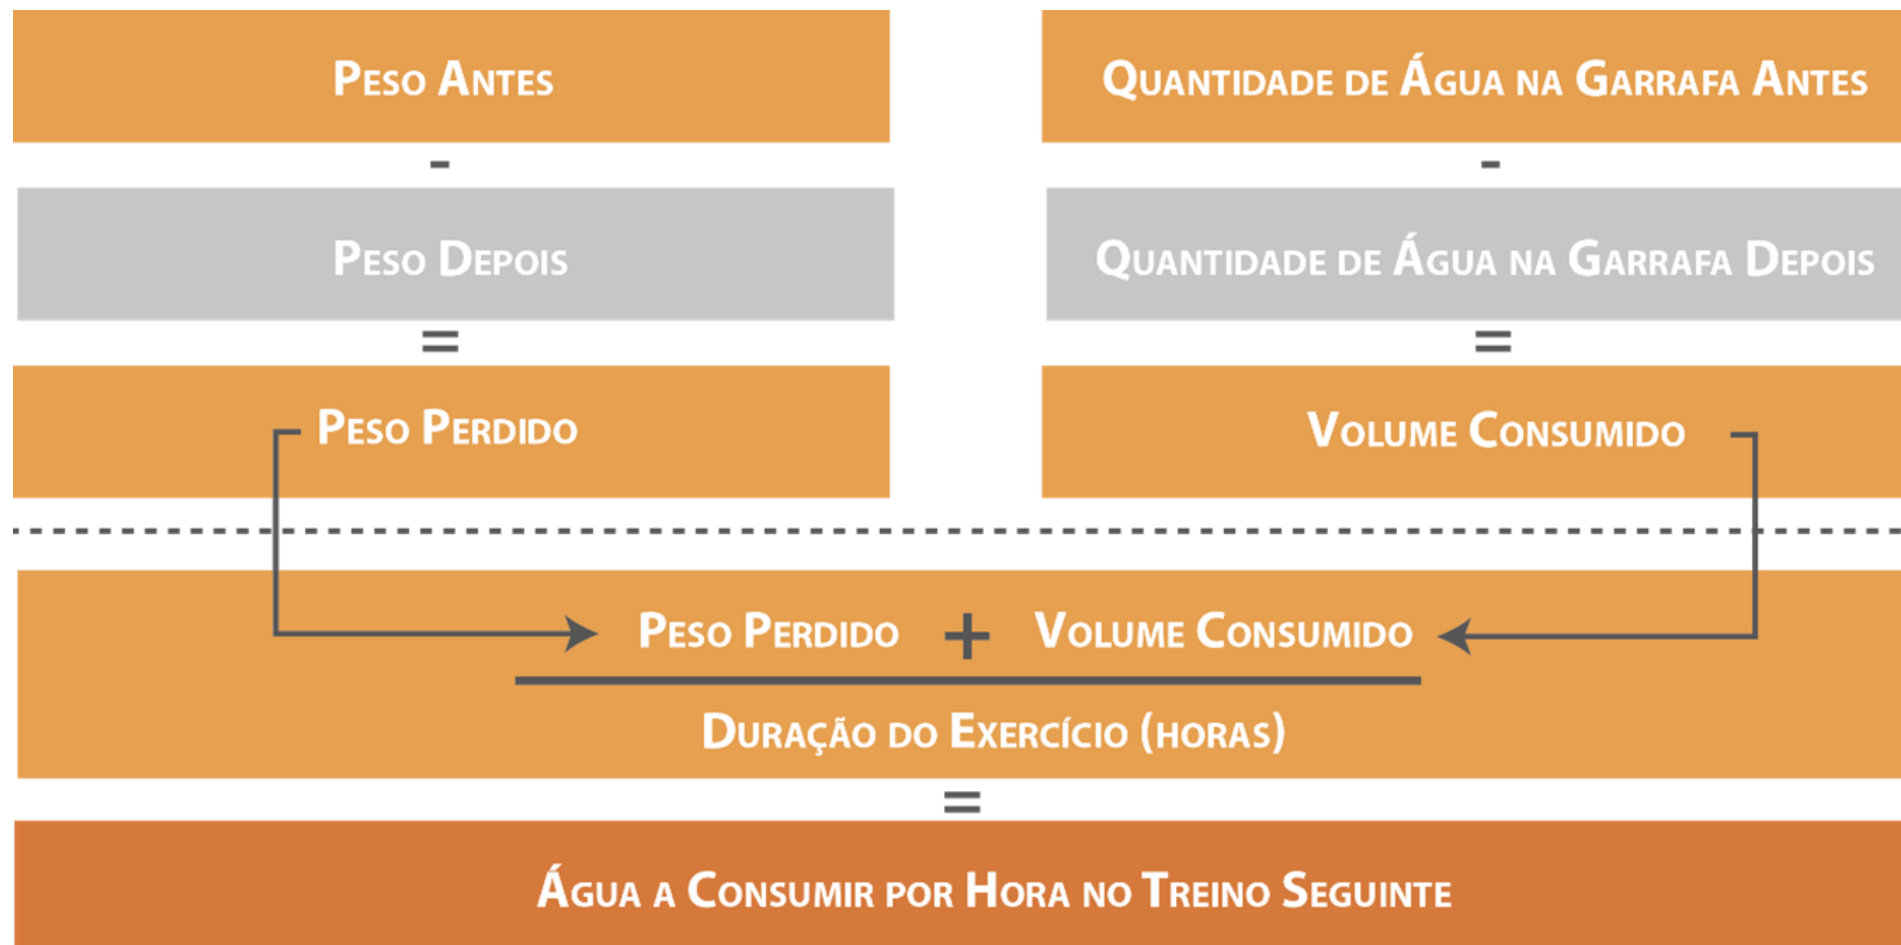 Peso Antes
-
Peso Depois
=
Peso Perdido
Quantidade de Água na Garrafa Antes
-
Quantidade de Água na Garrafa Depois
=
Volume Consumido
Peso Perdido + Volume Consumido
Duração do Exercício (horas)
=
Água a Consumir por Hora no Treino Seguinte